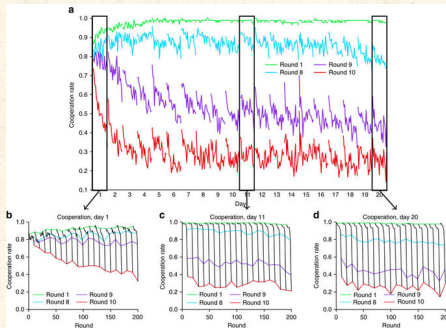 a
1.0
0.9
0.8
0.7
0.6
0.5
0.4
0.3
0.2
0.1
Cooperation rate
Round 1
Round 8
Round 9
Round 10
1 2 3 4 5 6 7 8 9 10 11 12 13 14 15 16 17 18 19 20
Day
b
Cooperation, day 1
1.0
0.8
0.6
0.4
0.2
0.0
Cooperation rate
Round 1
Round 8
Round 9
Round 10
0 50 100 150 200
Round
c
Cooperation, day 11
1.0
0.8
0.6
0.4
0.2
0.0
Round 1
Round 8
Round 9
Round 10
0 50 100 150 200
Round
d
Cooperation, day 20
1.0
0.8
0.6
0.4
0.2
0.0
Round 1
Round 8
Round 9
Round 10
0 50 100 150 200
Round